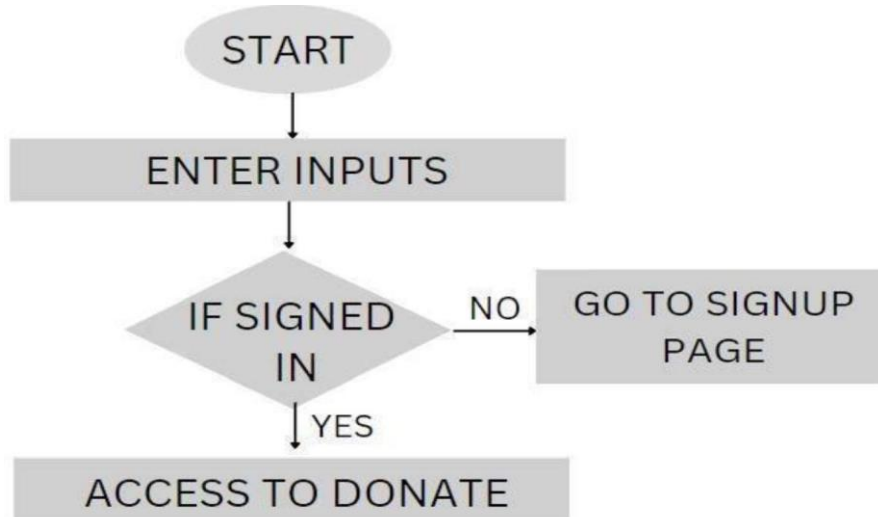 START
ENTER INPUTS
IF SIGNED
IN
NO
GO TO SIGNUP
PAGE
YES
ACCESS TO DONATE